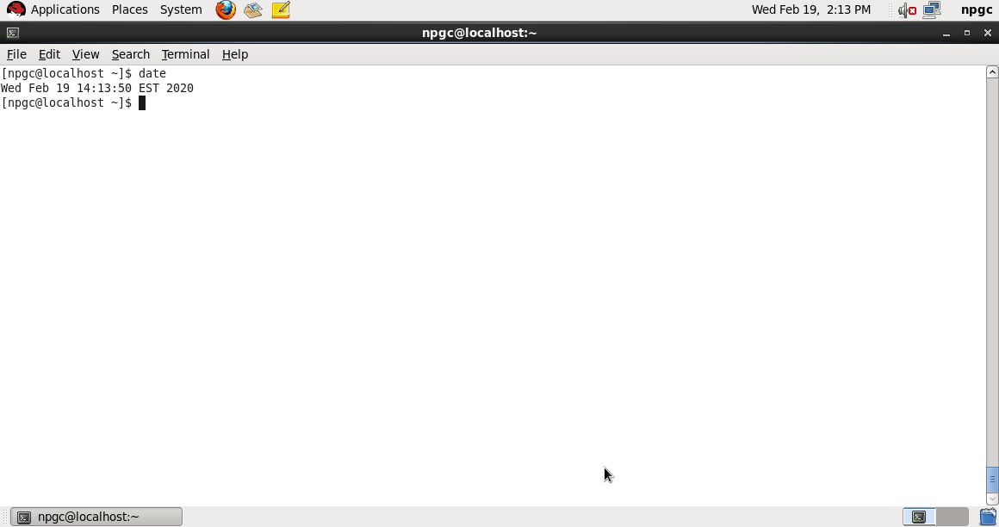 Applications Places System Wed Feb 19, 2:13 PM npgc
npgc@localhost:~
File Edit View Search Terminal Help
[npgc@localhost ~]$ date
Wed Feb 19 14:13:50 EST 2020
[npgc@localhost ~]$
npgc@localhost:~